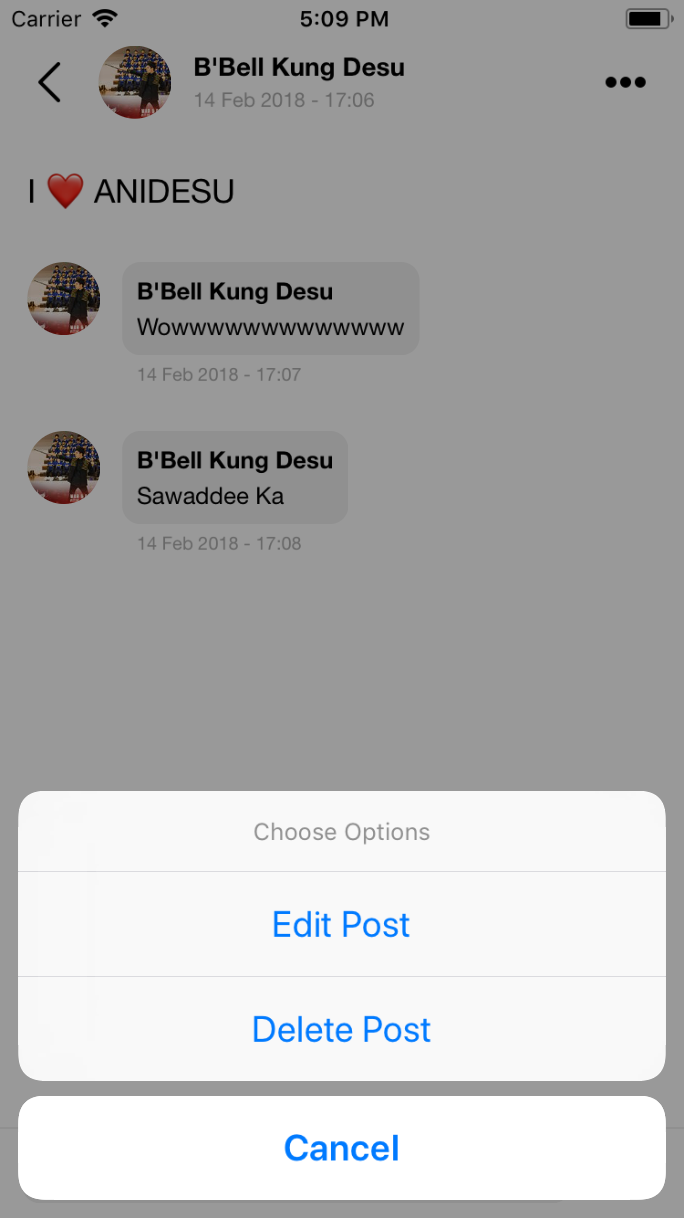 Carrier 5:09 PM
B'Bell Kung Desu
14 Feb 2018 - 17:06
I ❤️ ANIDESU
B'Bell Kung Desu
Wowwwwwwwwwwwww
14 Feb 2018 - 17:07
B'Bell Kung Desu
Sawaddee Ka
14 Feb 2018 - 17:08
Choose Options
Edit Post
Delete Post
Cancel